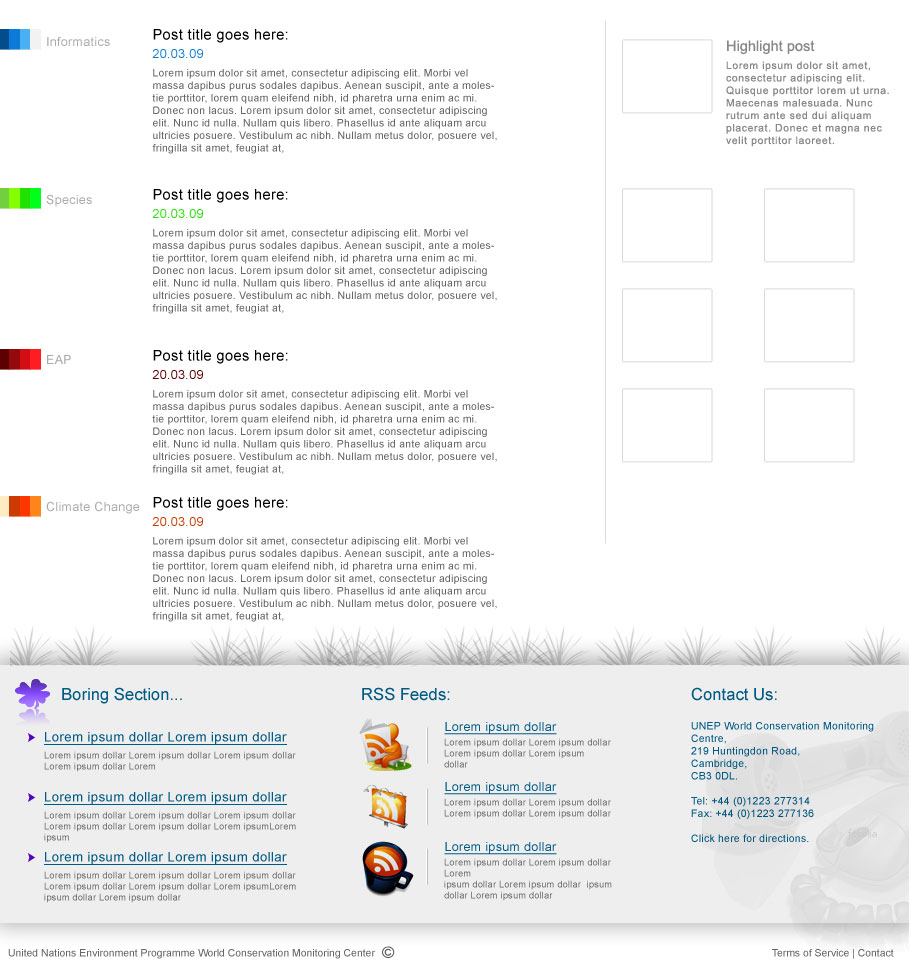 Informatics
Post title goes here:
20.03.09
Lorem ipsum dolor sit amet, consectetur adipiscing elit. Morbi vel
massa dapibus purus sodales dapibus. Aenean suscipit, ante a moles-
tie porttitor, lorem quam eleifend nibh, id pharetra urna enim ac mi.
Donec non lacus. Lorem ipsum dolor sit amet, consectetur adipiscing
elit. Nunc id nulla. Nullam quis libero. Phasellus id ante aliquam arcu
ultricies posuere. Vestibulum ac nibh. Nullam metus dolor, posuere vel,
fringilla sit amet, feugiat at,
Species
Post title goes here:
20.03.09
Lorem ipsum dolor sit amet, consectetur adipiscing elit. Morbi vel
massa dapibus purus sodales dapibus. Aenean suscipit, ante a moles-
tie porttitor, lorem quam eleifend nibh, id pharetra urna enim ac mi.
Donec non lacus. Lorem ipsum dolor sit amet, consectetur adipiscing
elit. Nunc id nulla. Nullam quis libero. Phasellus id ante aliquam arcu
ultricies posuere. Vestibulum ac nibh. Nullam metus dolor, posuere vel,
fringilla sit amet, feugiat at,
EAP
Post title goes here:
20.03.09
Lorem ipsum dolor sit amet, consectetur adipiscing elit. Morbi vel
massa dapibus purus sodales dapibus. Aenean suscipit, ante a moles-
tie porttitor, lorem quam eleifend nibh, id pharetra urna enim ac mi.
Donec non lacus. Lorem ipsum dolor sit amet, consectetur adipiscing
elit. Nunc id nulla. Nullam quis libero. Phasellus id ante aliquam arcu
ultricies posuere. Vestibulum ac nibh. Nullam metus dolor, posuere vel,
fringilla sit amet, feugiat at,
Climate Change
Post title goes here:
20.03.09
Lorem ipsum dolor sit amet, consectetur adipiscing elit. Morbi vel
massa dapibus purus sodales dapibus. Aenean suscipit, ante a moles-
tie porttitor, lorem quam eleifend nibh, id pharetra urna enim ac mi.
Donec non lacus. Lorem ipsum dolor sit amet, consectetur adipiscing
elit. Nunc id nulla. Nullam quis libero. Phasellus id ante aliquam arcu
ultricies posuere. Vestibulum ac nibh. Nullam metus dolor, posuere vel,
fringilla sit amet, feugiat at,
Highlight post
Lorem ipsum dolor sit amet,
consectetur adipiscing elit.
Quisque porttitor lorem ut urna.
Maecenas malesuada. Nunc
rutrum ante sed dui aliquam
placerat. Donec et magna nec
velit porttitor laoreet.
Boring Section...
Lorem ipsum dollar Lorem ipsum dollar
Lorem ipsum dollar Lorem ipsum dollar Lorem ipsum dollar
Lorem ipsum dollar Lorem
Lorem ipsum dollar Lorem ipsum dollar
Lorem ipsum dollar Lorem ipsum dollar Lorem ipsum dollar
Lorem ipsum dollar Lorem ipsum dollar Lorem ipsumLorem
ipsum
Lorem ipsum dollar Lorem ipsum dollar
Lorem ipsum dollar Lorem ipsum dollar Lorem ipsum dollar
Lorem ipsum dollar Lorem ipsum dollar Lorem ipsumLorem
ipsum dollar Lorem ipsum dollar
RSS Feeds:
Lorem ipsum dollar
Lorem ipsum dollar Lorem ipsum dollar
Lorem ipsum dollar Lorem ipsum
dollar
Lorem ipsum dollar
Lorem ipsum dollar Lorem ipsum dollar
Lorem ipsum dollar Lorem ipsum dollar
Lorem ipsum dollar
Lorem ipsum dollar Lorem ipsum dollar
Lorem
ipsum dollar Lorem ipsum dollar  ipsum
dollar Lorem ipsum dollar
Contact Us:
UNEP World Conservation Monitoring
Centre,
219 Huntingdon Road,
Cambridge,
CB3 0DL.
Tel: +44 (0)1223 277314
Fax: +44 (0)1223 277136
Click here for directions.
United Nations Environment Programme World Conservation Monitoring Center ©
Terms of Service | Contact